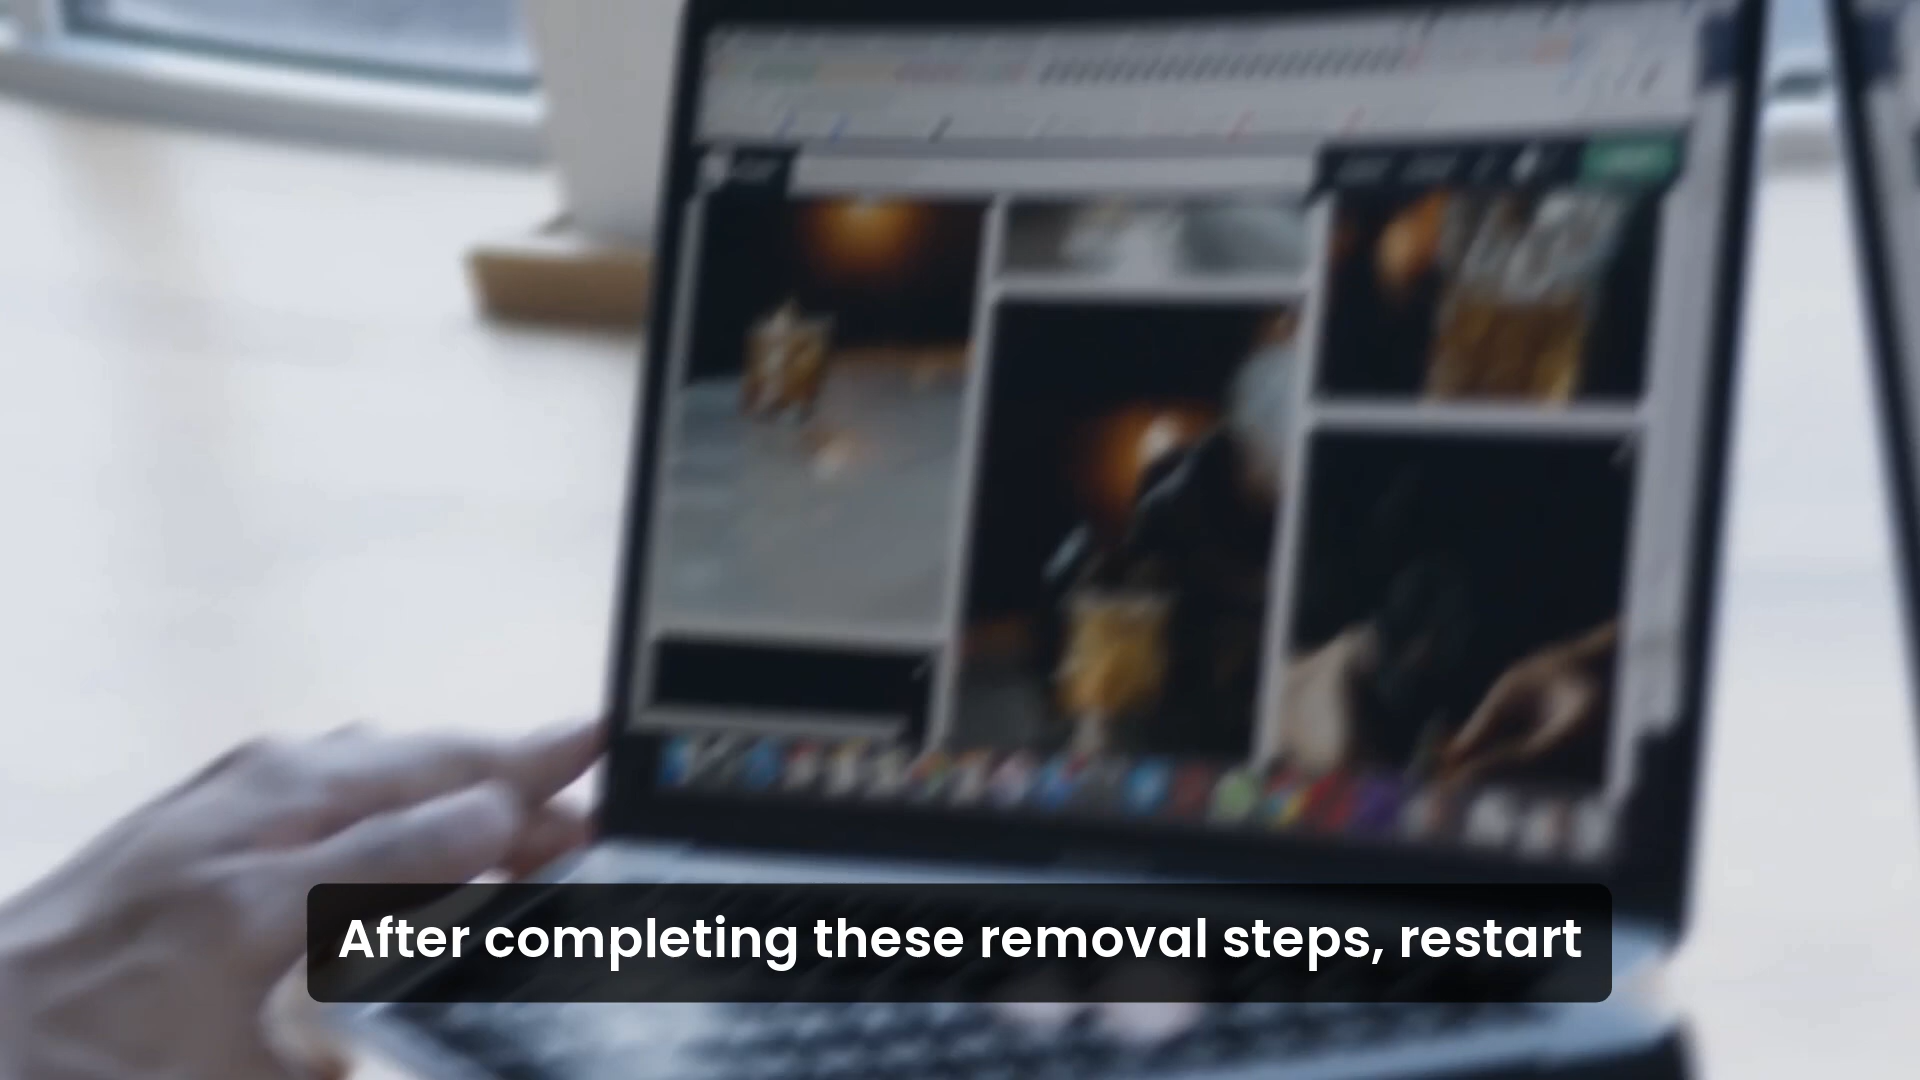 After completing these removal steps, restart